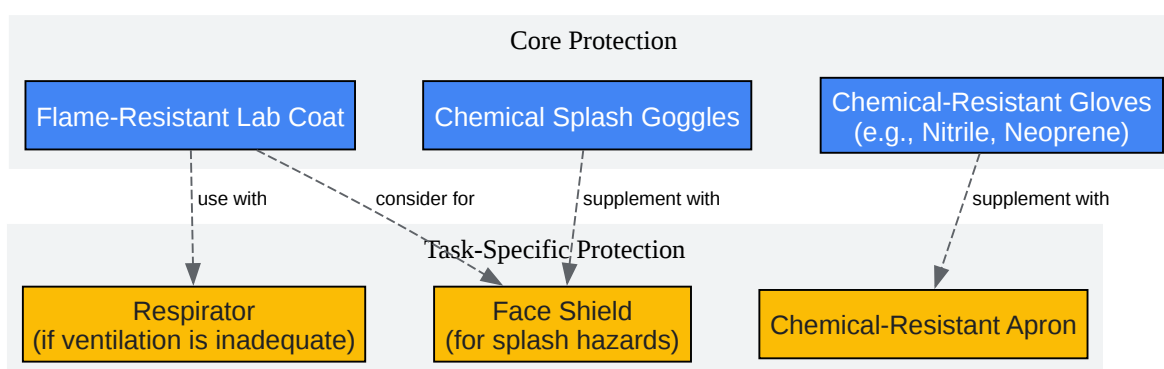 Core Protection
Flame-Resistant Lab Coat
Chemical Splash Goggles
Chemical-Resistant Gloves
(e.g., Nitrile, Neoprene)
use with
consider for
supplement with
supplement with
Task-Specific Protection
Respirator
(if ventilation is inadequate)
Face Shield
(for splash hazards)
Chemical-Resistant Apron